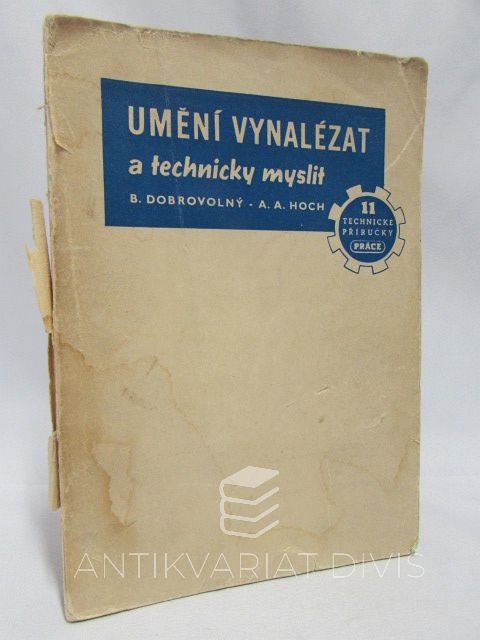 UMĚNÍ VYNALÉZAT
a technicky myslit
B. DOBROVOLNÝ - A. A. HOCH
11
TECHNICKÉ
PŘÍRUČKY
PRÁCE
ANTIKVARIÁT DIVIŠ